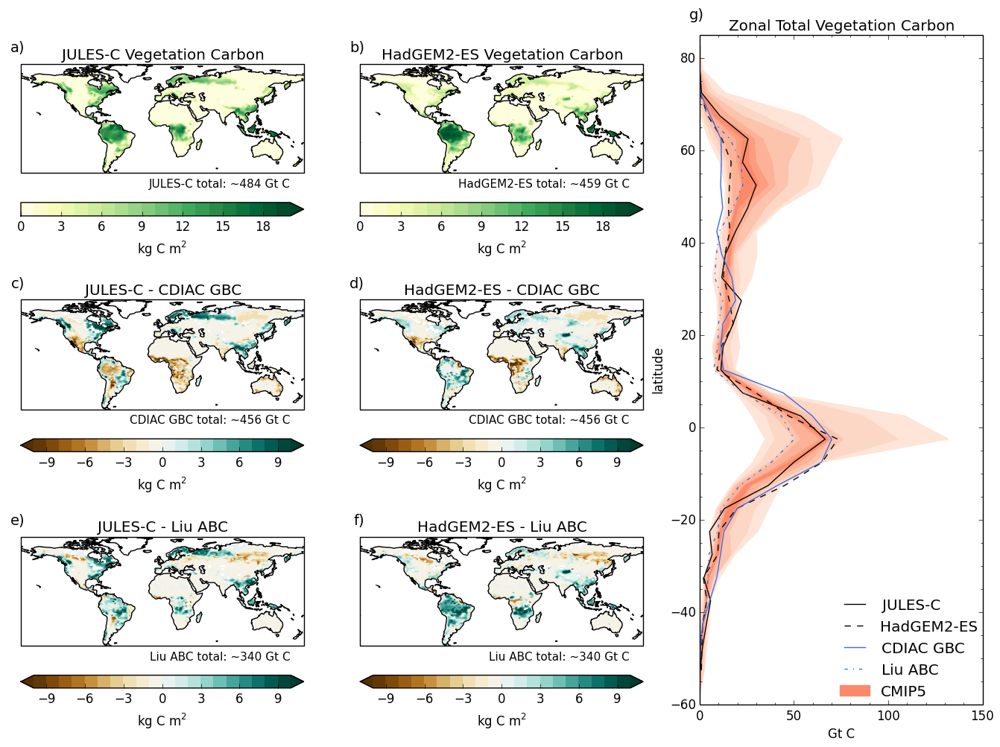 a)
JULES-C Vegetation Carbon
JULES-C total: ~484 Gt C
0 3 6 9 12 15 18
kg C m²
b)
HadGEM2-ES Vegetation Carbon
HadGEM2-ES total: ~459 Gt C
0 3 6 9 12 15 18
kg C m²
c)
JULES-C - CDIAC GBC
CDIAC GBC total: ~456 Gt C
−9 −6 −3 0 3 6 9
kg C m²
d)
HadGEM2-ES - CDIAC GBC
CDIAC GBC total: ~456 Gt C
−9 −6 −3 0 3 6 9
kg C m²
e)
JULES-C - Liu ABC
Liu ABC total: ~340 Gt C
−9 −6 −3 0 3 6 9
kg C m²
f)
HadGEM2-ES - Liu ABC
Liu ABC total: ~340 Gt C
−9 −6 −3 0 3 6 9
kg C m²
g)
Zonal Total Vegetation Carbon
80
60
40
20
0
−20
−40
−60
latitude
JULES-C
HadGEM2-ES
CDIAC GBC
Liu ABC
CMIP5
0 50 100 150
Gt C